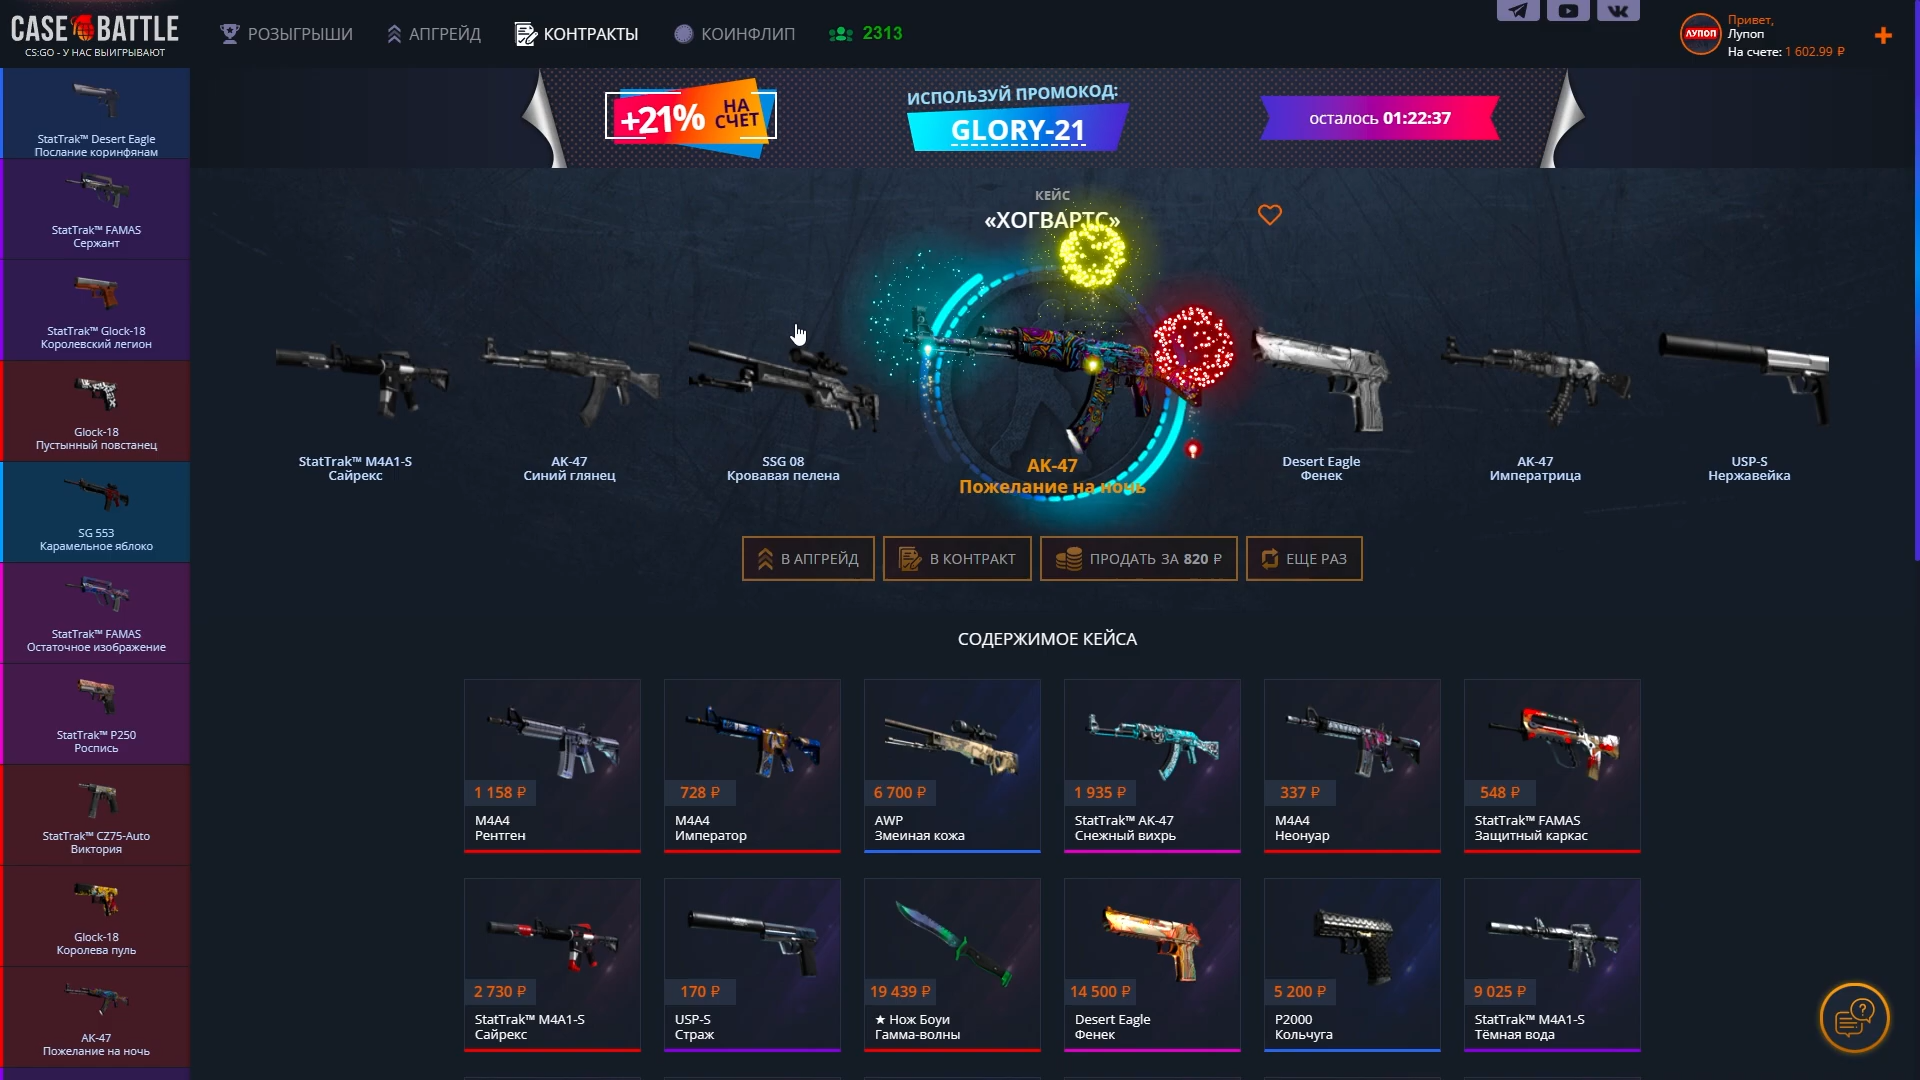 CASE BATTLE
CS:GO - У НАС ВЫИГРЫВАЮТ
РОЗЫГРЫШИ
АПГРЕЙД
КОНТРАКТЫ
КОИНФЛИП
2313
ЛУПОП
Привет,
Лупоп
На счете: 1 602.99 ₽
+21% НА СЧЕТ
ИСПОЛЬЗУЙ ПРОМОКОД:
GLORY-21
осталось 01:22:37
StatTrak™ Desert Eagle
Послание коринфянам
StatTrak™ FAMAS
Сержант
StatTrak™ Glock-18
Королевский легион
Glock-18
Пустынный повстанец
SG 553
Карамельное яблоко
StatTrak™ FAMAS
Остаточное изображение
StatTrak™ P250
Роспись
StatTrak™ CZ75-Auto
Виктория
Glock-18
Королева пуль
AK-47
Пожелание на ночь
КЕЙС
«ХОГВАРТС»
StatTrak™ M4A1-S
Сайрекс
AK-47
Синий глянец
SSG 08
Кровавая пелена
AK-47
Пожелание на ночь
Desert Eagle
Фенек
AK-47
Императрица
USP-S
Нержавейка
В АПГРЕЙД
В КОНТРАКТ
ПРОДАТЬ ЗА 820 ₽
ЕЩЕ РАЗ
СОДЕРЖИМОЕ КЕЙСА
1 158 ₽
M4A4
Рентген
728 ₽
M4A4
Император
6 700 ₽
AWP
Змеиная кожа
1 935 ₽
StatTrak™ AK-47
Снежный вихрь
337 ₽
M4A4
Неонуар
548 ₽
StatTrak™ FAMAS
Защитный каркас
2 730 ₽
StatTrak™ M4A1-S
Сайрекс
170 ₽
USP-S
Страж
19 439 ₽
★ Нож Боуи
Гамма-волны
14 500 ₽
Desert Eagle
Фенек
5 200 ₽
P2000
Кольчуга
9 025 ₽
StatTrak™ M4A1-S
Тёмная вода